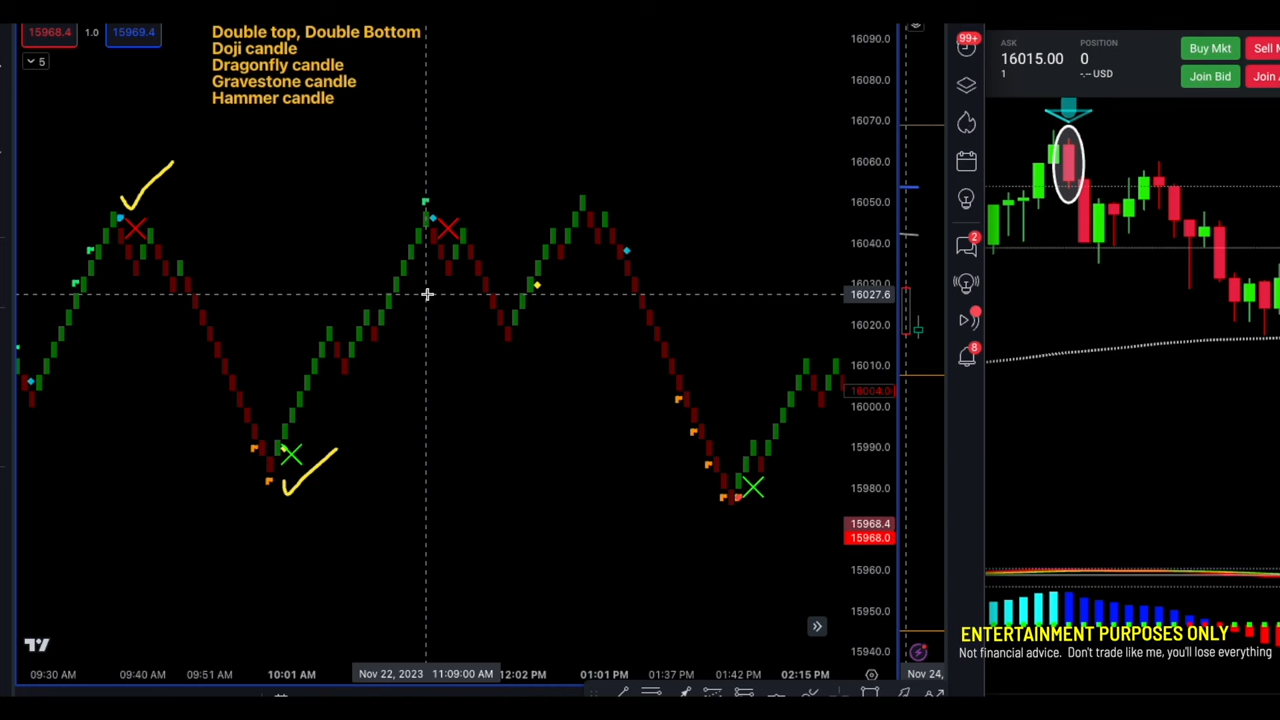 15968.4 1.0 15969.4
5
Double top, Double Bottom
Doji candle
Dragonfly candle
Gravestone candle
Hammer candle
16090.0
16080.0
16070.0
16060.0
16050.0
16040.0
16030.0
16027.6
16020.0
16010.0
16004.0
16000.0
15990.0
15980.0
15968.4
15968.0
15960.0
15950.0
15940.0
09:30 AM 09:40 AM 09:51 AM 10:01 AM Nov 22, 2023 11:09:00 AM 12:02 PM 01:01 PM 01:37 PM 01:42 PM 02:15 PM Nov 24,
99+
2
8
ASK
16015.00
1
POSITION
0
-.-- USD
Buy Mkt
Sell
Join Bid
Join
ENTERTAINMENT PURPOSES ONLY
Not financial advice. Don't trade like me, you'll lose everything